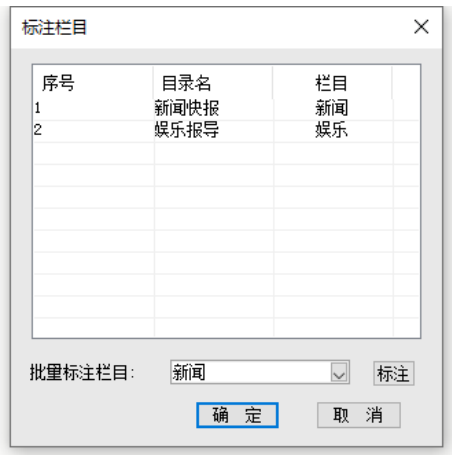 标注栏目
序号 目录名 栏目
1 新闻快报 新闻
2 娱乐报导 娱乐
批量标注栏目: 新闻 标注
确 定 取 消